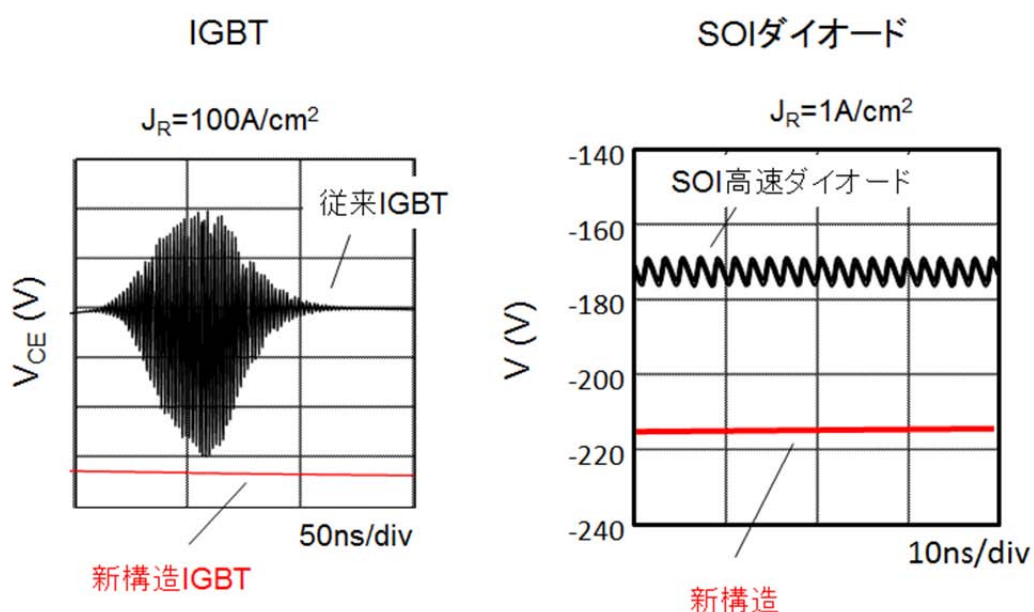 IGBT
J_R=100A/cm²
従来IGBT
V_CE (V)
50ns/div
新構造IGBT
SOIダイオード
J_R=1A/cm²
-140
SOI高速ダイオード
-160
-180
V (V)
-200
-220
-240
10ns/div
新構造